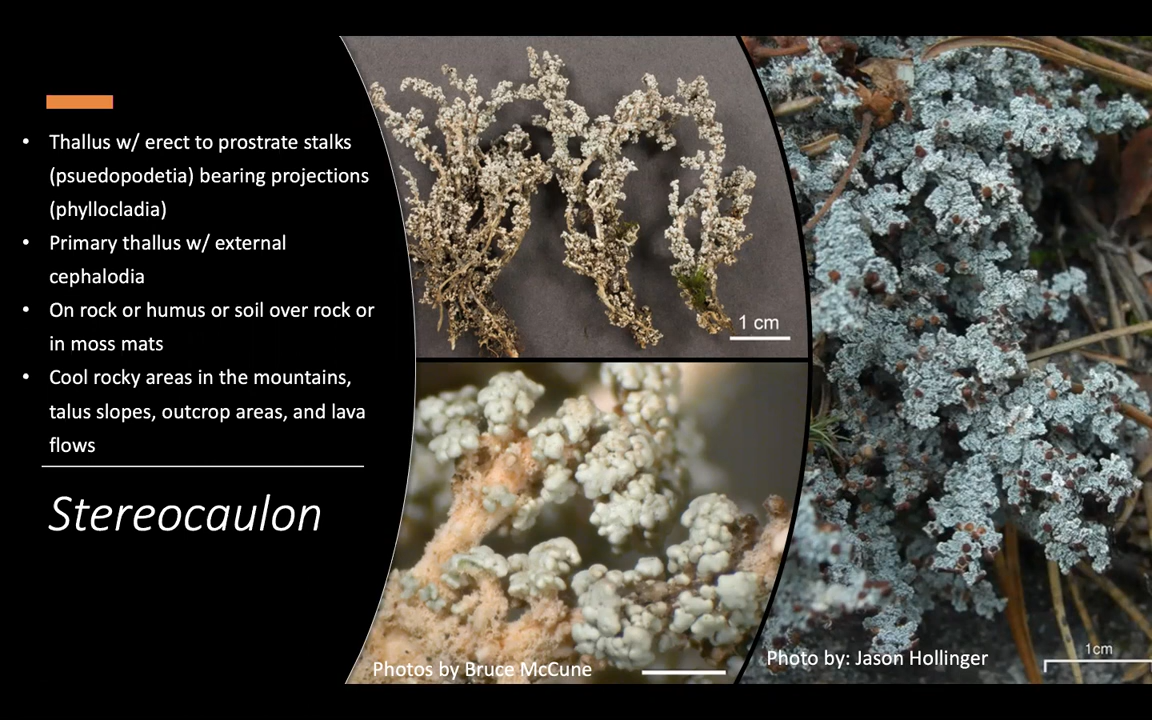 • Thallus w/ erect to prostrate stalks
(psuedopodetia) bearing projections
(phyllocladia)
• Primary thallus w/ external
cephalodia
• On rock or humus or soil over rock or
in moss mats
• Cool rocky areas in the mountains,
talus slopes, outcrop areas, and lava
flows
Stereocaulon
1 cm
Photos by Bruce McCune
Photo by: Jason Hollinger
1cm